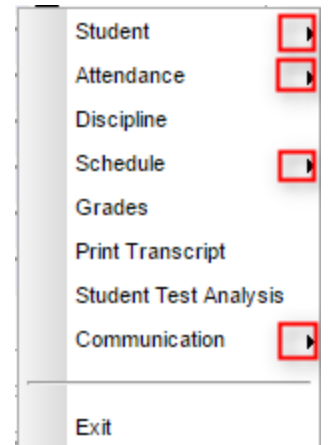 Student
Attendance
Discipline
Schedule
Grades
Print Transcript
Student Test Analysis
Communication
Exit